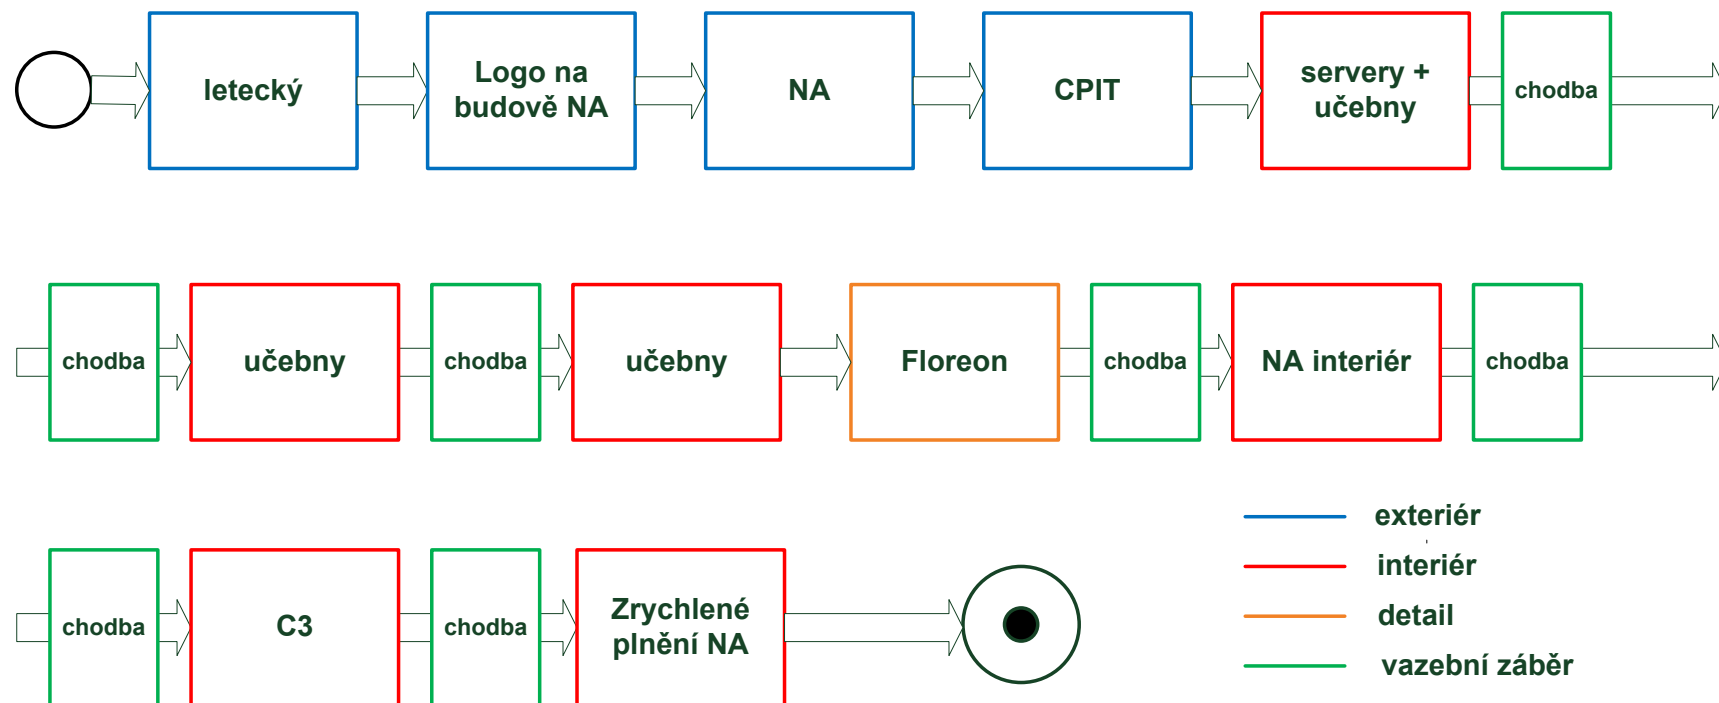 letecký
Logo na
budově NA
NA
CPIT
servery +
učebny
chodba
chodba
učebny
chodba
učebny
Floreon
chodba
NA interiér
chodba
chodba
C3
chodba
Zrychlené
plnění NA
exteriér
interiér
detail
vazební záběr